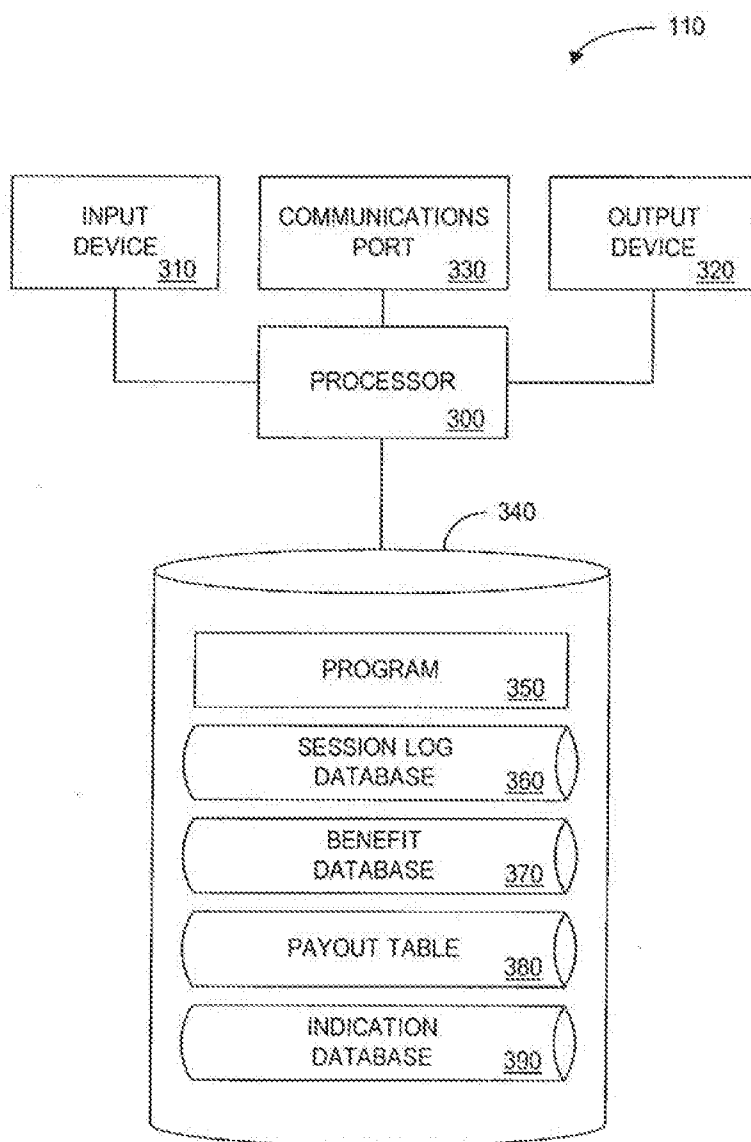 110
INPUT
DEVICE
310
COMMUNICATIONS
PORT
330
OUTPUT
DEVICE
320
PROCESSOR
300
340
PROGRAM
350
SESSION LOG
DATABASE
360
BENEFIT
DATABASE
370
PAYOUT TABLE
380
INDICATION
DATABASE
390